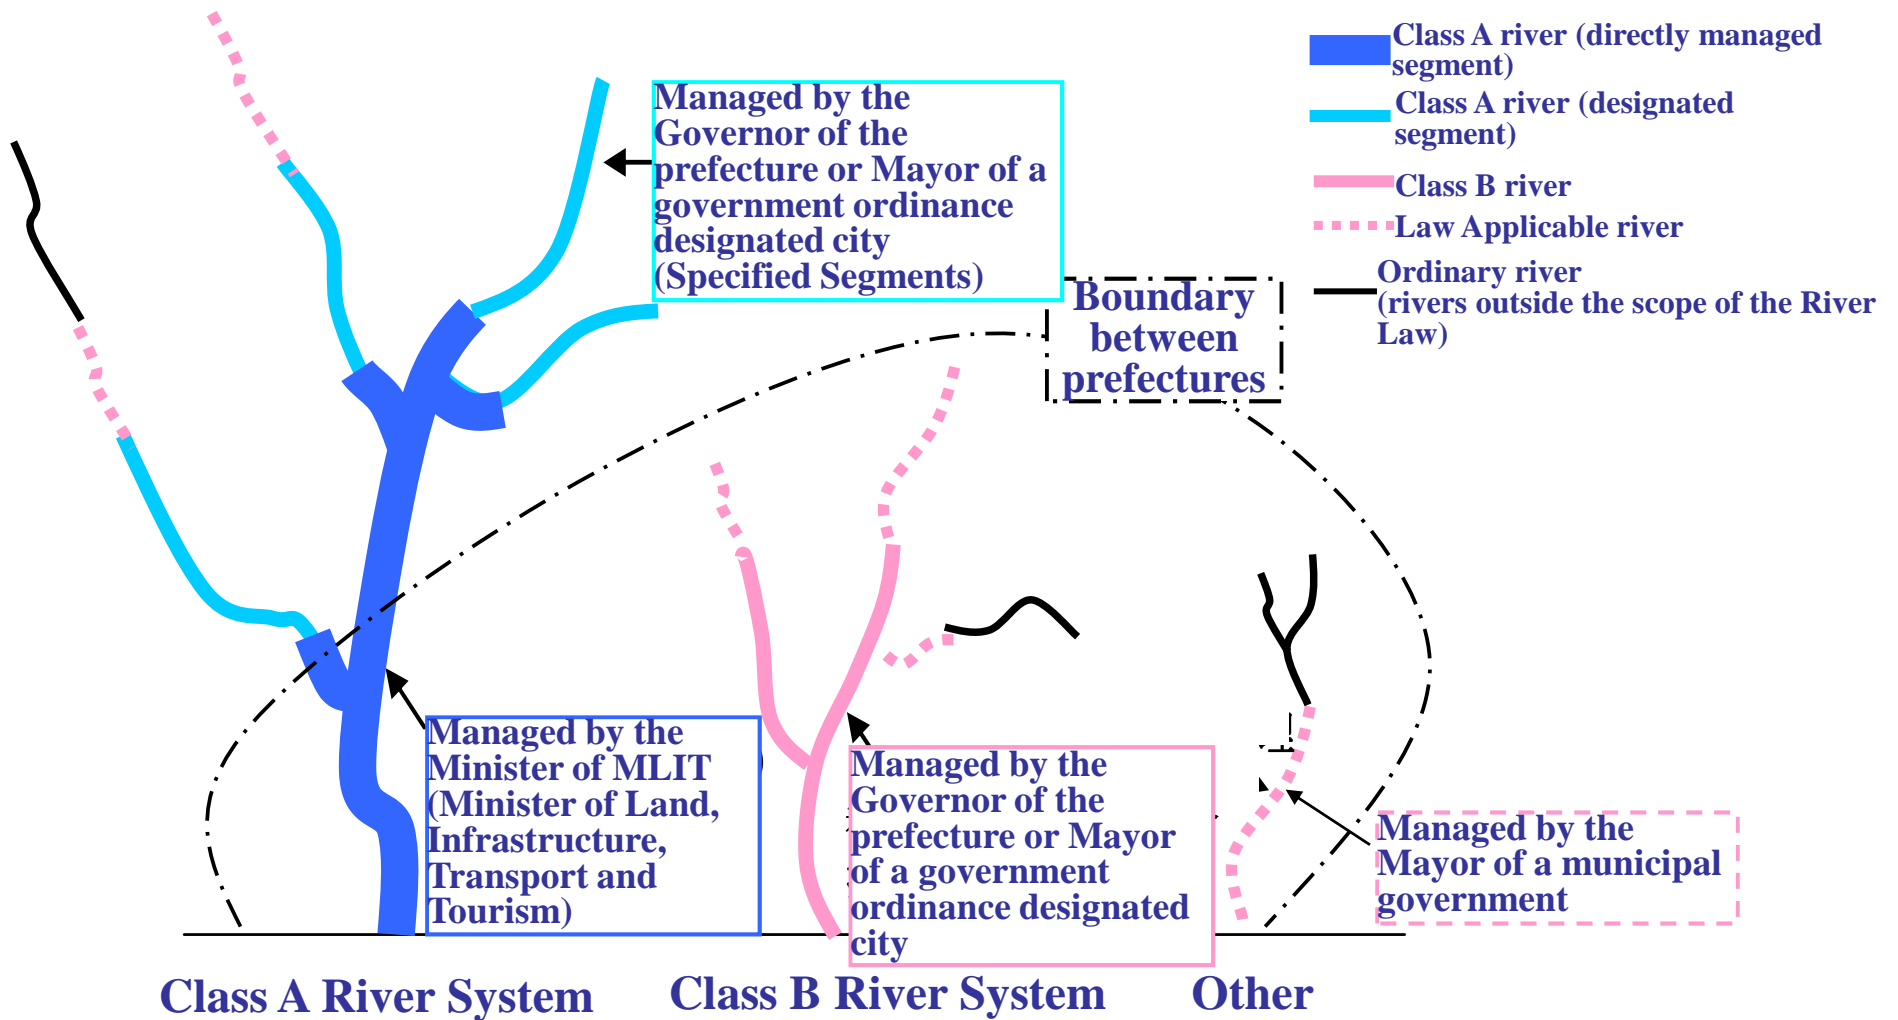 Class A river (directly managed
segment)
Class A river (designated
segment)
Class B river
Law Applicable river
Ordinary river
(rivers outside the scope of the River
Law)
Managed by the
Governor of the
prefecture or Mayor of a
government ordinance
designated city
(Specified Segments)
Boundary
between
prefectures
Managed by the
Minister of MLIT
(Minister of Land,
Infrastructure,
Transport and
Tourism)
Managed by the
Governor of the
prefecture or Mayor
of a government
ordinance designated
city
Managed by the
Mayor of a municipal
government
Class A River System
Class B River System
Other